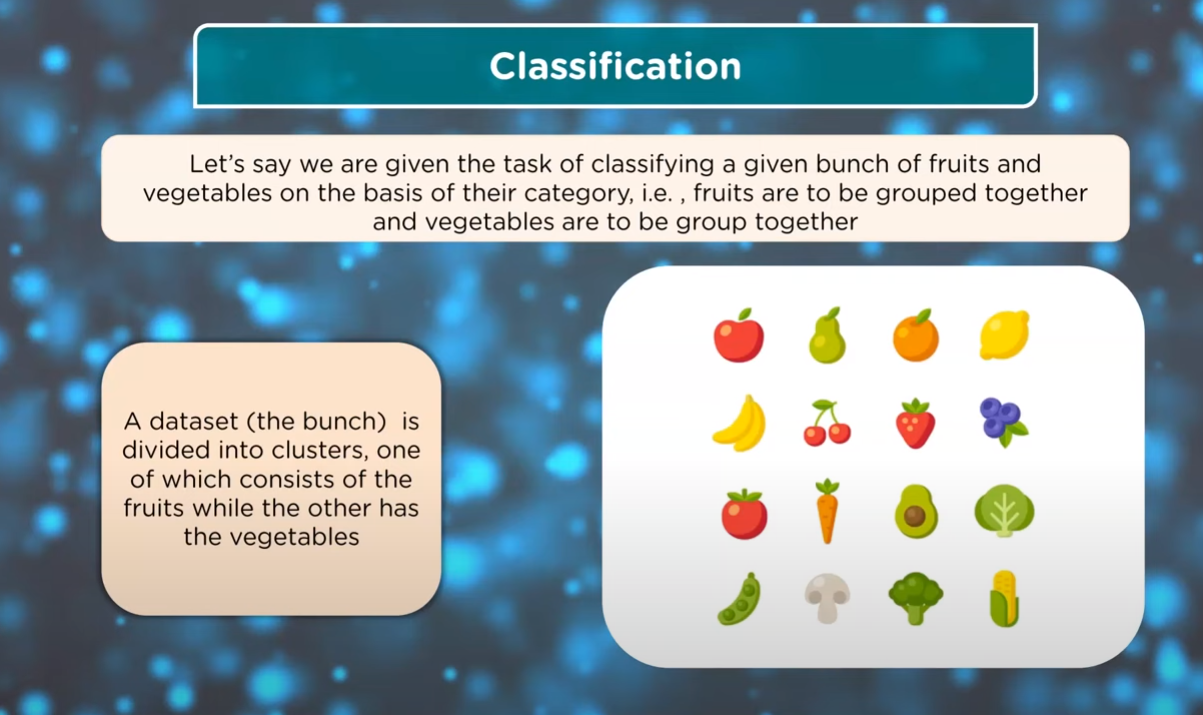 Classification
Let’s say we are given the task of classifying a given bunch of fruits and
vegetables on the basis of their category, i.e. , fruits are to be grouped together
and vegetables are to be group together
A dataset (the bunch)  is
divided into clusters, one
of which consists of the
fruits while the other has
the vegetables